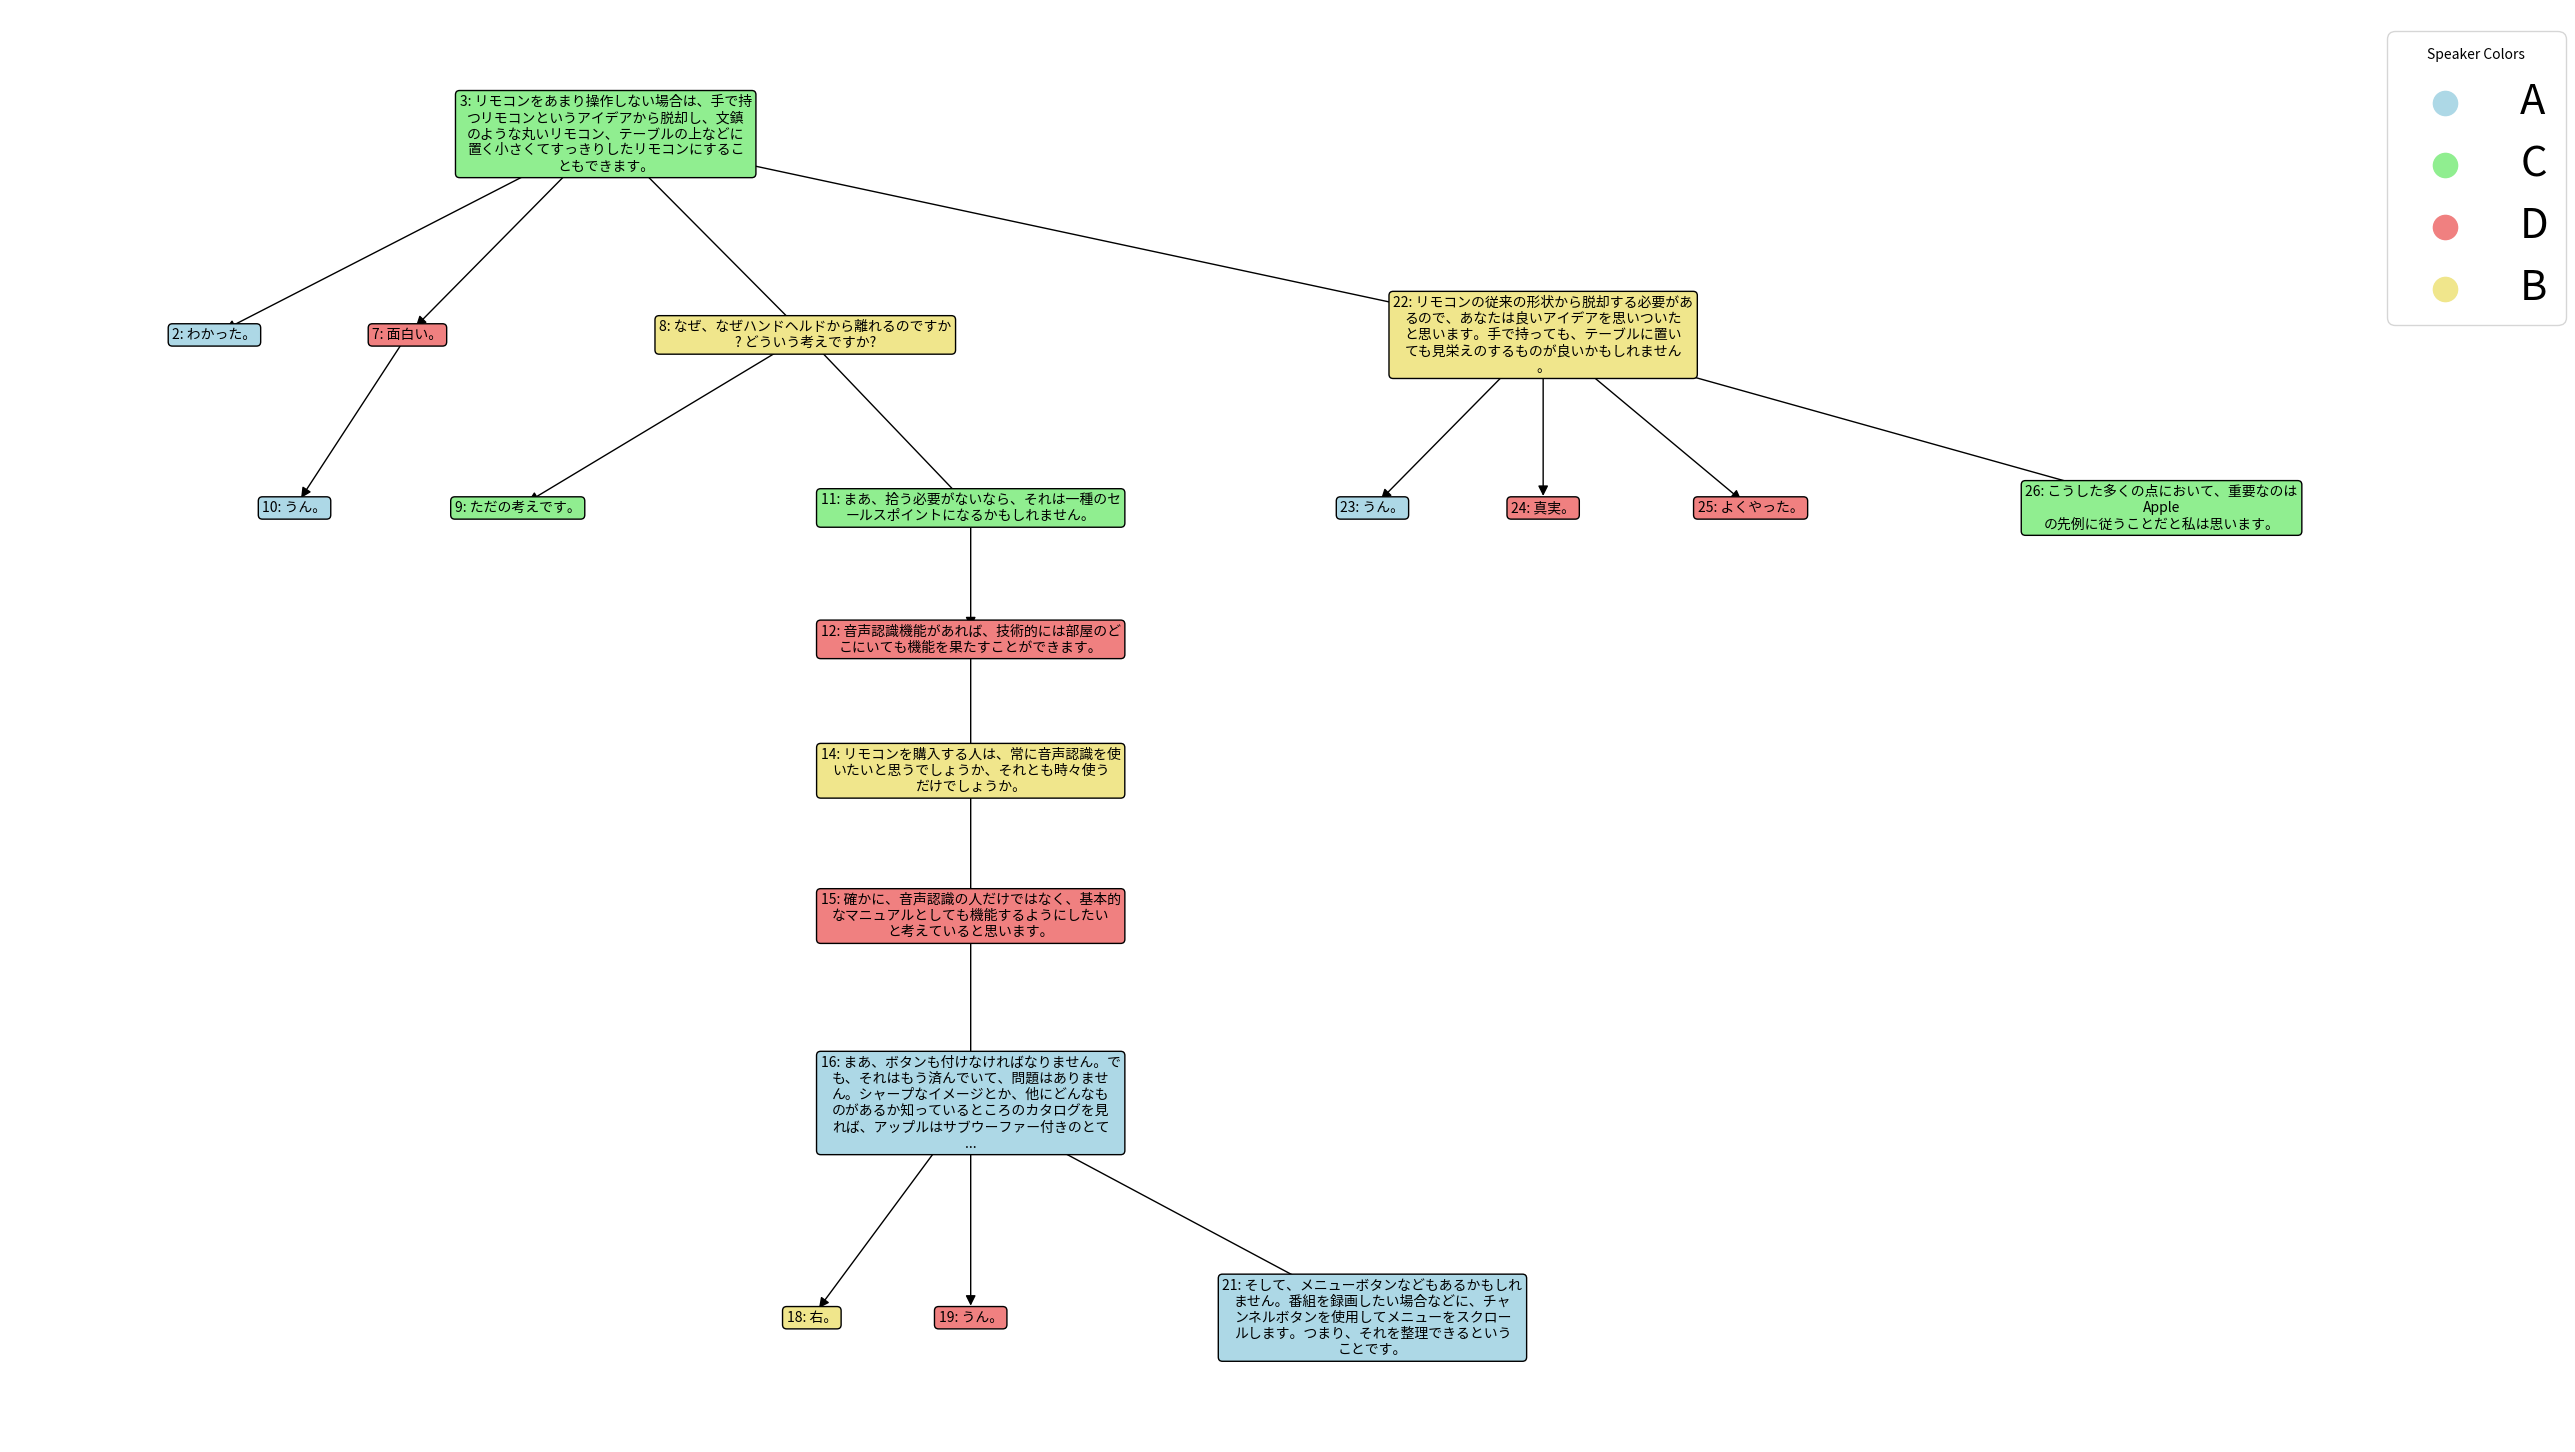 Speaker Colors
A
C
D
B
3: リモコンをあまり操作しない場合は、手で持
つリモコンというアイデアから脱却し、文鎮
のような丸いリモコン、テーブルの上などに
置く小さくてすっきりしたリモコンにするこ
ともできます。
2: わかった。
7: 面白い。
8: なぜ、なぜハンドヘルドから離れるのですか
? どういう考えですか?
22: リモコンの従来の形状から脱却する必要があ
るので、あなたは良いアイデアを思いついた
と思います。手で持っても、テーブルに置い
ても見栄えのするものが良いかもしれません
。
10: うん。
9: ただの考えです。
11: まあ、拾う必要がないなら、それは一種のセ
ールスポイントになるかもしれません。
23: うん。
24: 真実。
25: よくやった。
26: こうした多くの点において、重要なのは
Apple
の先例に従うことだと私は思います。
12: 音声認識機能があれば、技術的には部屋のど
こにいても機能を果たすことができます。
14: リモコンを購入する人は、常に音声認識を使
いたいと思うでしょうか、それとも時々使う
だけでしょうか。
15: 確かに、音声認識の人だけではなく、基本的
なマニュアルとしても機能するようにしたい
と考えていると思います。
16: まあ、ボタンも付けなければなりません。で
も、それはもう済んでいて、問題はありませ
ん。シャープなイメージとか、他にどんなも
のがあるか知っているところのカタログを見
れば、アップルはサブウーファー付きのとて
...
18: 右。
19: うん。
21: そして、メニューボタンなどもあるかもしれ
ません。番組を録画したい場合などに、チャ
ンネルボタンを使用してメニューをスクロー
ルします。つまり、それを整理できるという
ことです。